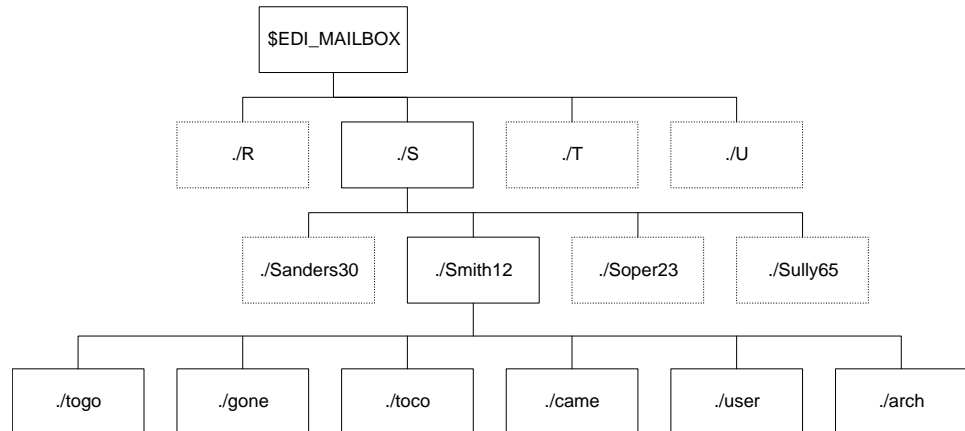 $EDI_MAILBOX
./R
./S
./T
./U
./Sanders30
./Smith12
./Soper23
./Sully65
./togo
./gone
./toco
./came
./user
./arch